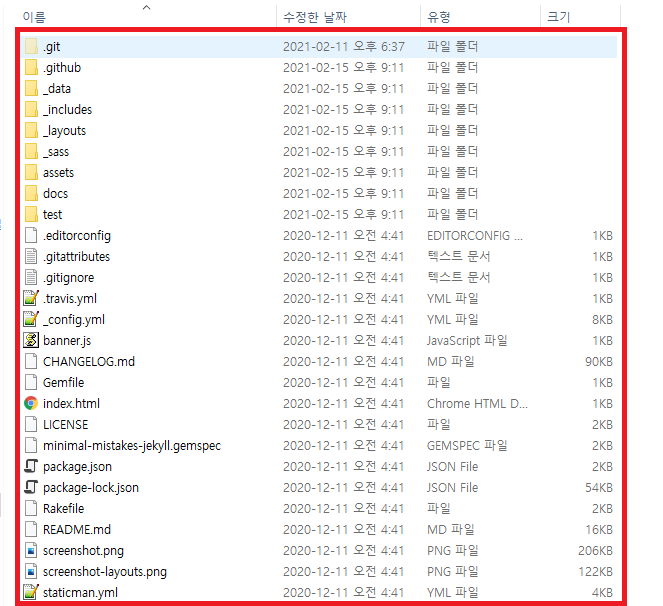 이름 수정한 날짜 유형 크기
.git 2021-02-11 오후 6:37 파일 폴더
.github 2021-02-15 오후 9:11 파일 폴더
_data 2021-02-15 오후 9:11 파일 폴더
_includes 2021-02-15 오후 9:11 파일 폴더
_layouts 2021-02-15 오후 9:11 파일 폴더
_sass 2021-02-15 오후 9:11 파일 폴더
assets 2021-02-15 오후 9:11 파일 폴더
docs 2021-02-15 오후 9:11 파일 폴더
test 2021-02-15 오후 9:11 파일 폴더
.editorconfig 2020-12-11 오전 4:41 EDITORCONFIG ... 1KB
.gitattributes 2020-12-11 오전 4:41 텍스트 문서 1KB
.gitignore 2020-12-11 오전 4:41 텍스트 문서 1KB
.travis.yml 2020-12-11 오전 4:41 YML 파일 1KB
_config.yml 2020-12-11 오전 4:41 YML 파일 8KB
banner.js 2020-12-11 오전 4:41 JavaScript 파일 1KB
CHANGELOG.md 2020-12-11 오전 4:41 MD 파일 90KB
Gemfile 2020-12-11 오전 4:41 파일 1KB
index.html 2020-12-11 오전 4:41 Chrome HTML D... 1KB
LICENSE 2020-12-11 오전 4:41 파일 2KB
minimal-mistakes-jekyll.gemspec 2020-12-11 오전 4:41 GEMSPEC 파일 2KB
package.json 2020-12-11 오전 4:41 JSON File 2KB
package-lock.json 2020-12-11 오전 4:41 JSON File 54KB
Rakefile 2020-12-11 오전 4:41 파일 2KB
README.md 2020-12-11 오전 4:41 MD 파일 16KB
screenshot.png 2020-12-11 오전 4:41 PNG 파일 206KB
screenshot-layouts.png 2020-12-11 오전 4:41 PNG 파일 122KB
staticman.yml 2020-12-11 오전 4:41 YML 파일 4KB